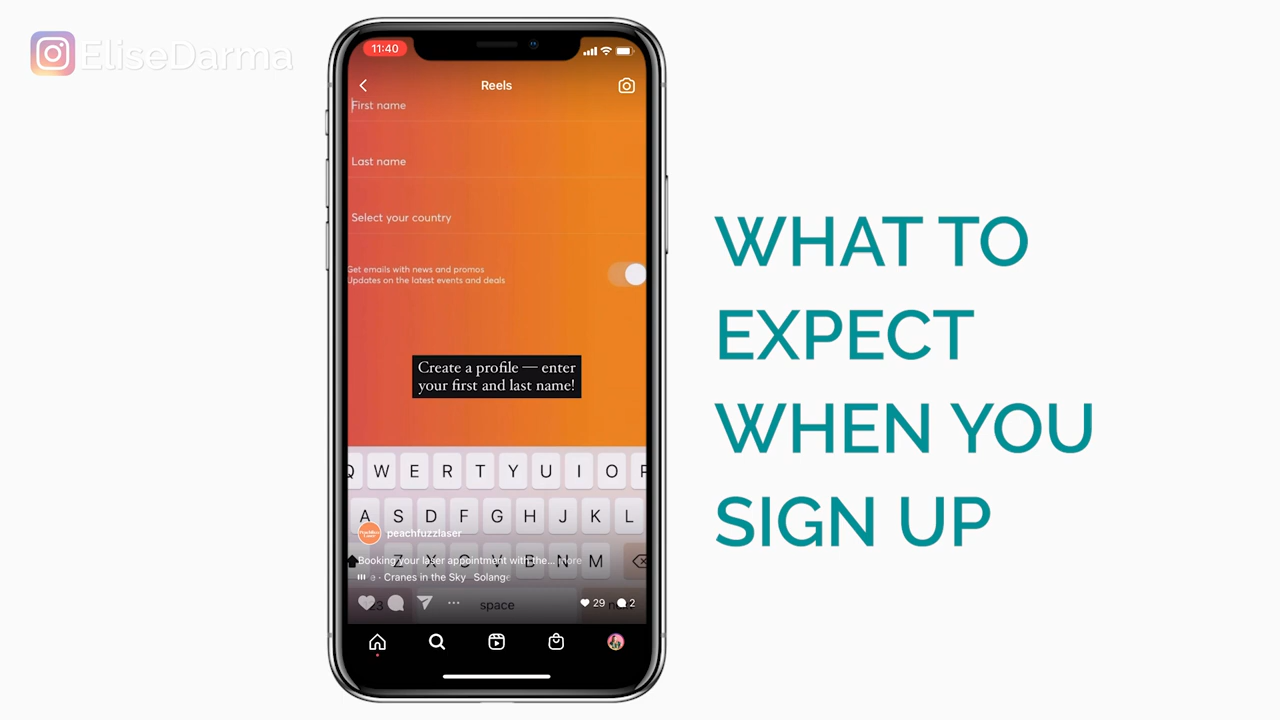 EliseDarma
11:40
Reels
First name
Last name
Select your country
Get emails with news and promos
Updates on the latest events and deals
Create a profile — enter
your first and last name!
Q W E R T Y U I O P
A S D F G H J K L
peachfuzzlaser
Z X C V B N M
Booking your laser appointment with the... more
e • Cranes in the Sky Solange
123 space
29 2
WHAT TO
EXPECT
WHEN YOU
SIGN UP